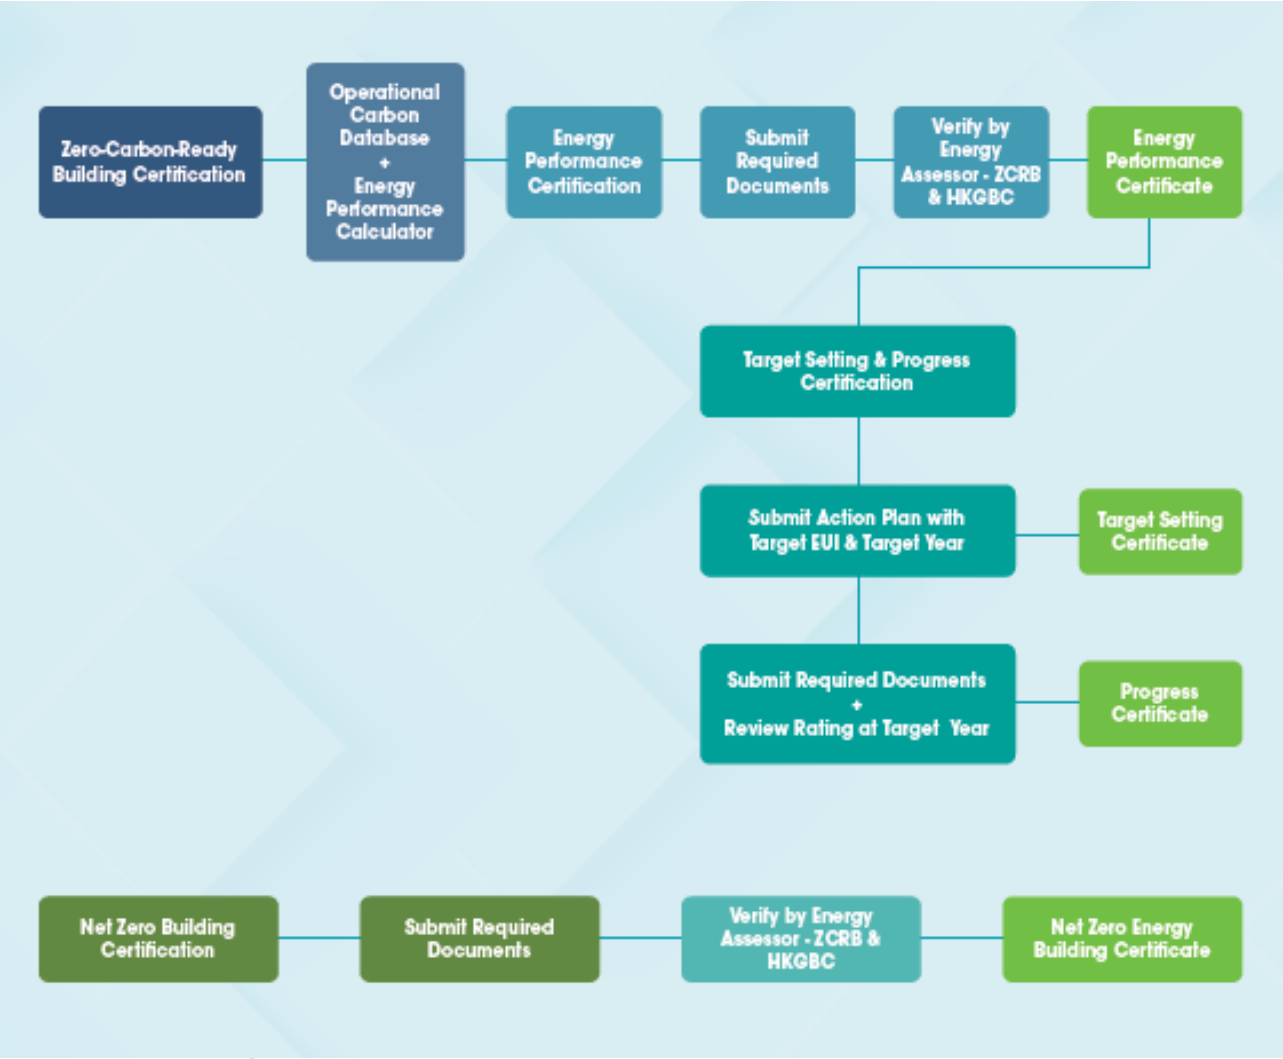 Zero-Carbon-Ready
Building Certification
Operational
Carbon
Database
+
Energy
Performance
Calculator
Energy
Performance
Certification
Submit
Required
Documents
Verify by
Energy
Assessor - ZCRB
& HKGBC
Energy
Performance
Certificate
Target Setting & Progress
Certification
Submit Action Plan with
Target EUI & Target Year
Target Setting
Certificate
Submit Required Documents
+
Review Rating at Target Year
Progress
Certificate
Net Zero Building
Certification
Submit Required
Documents
Verify by Energy
Assessor - ZCRB &
HKGBC
Net Zero Energy
Building Certificate